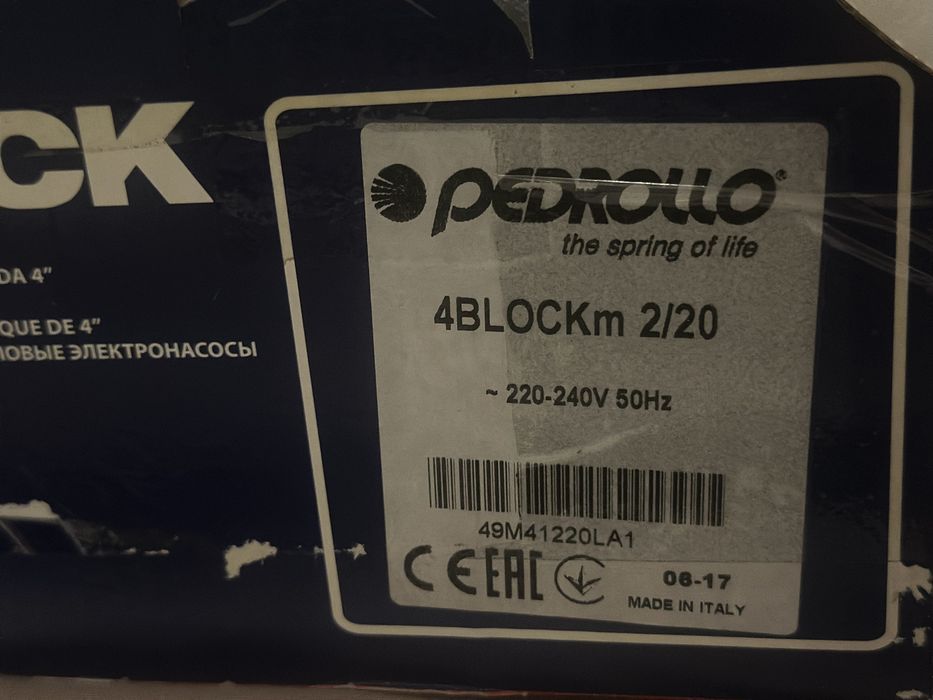 CK
DA 4"
QUE DE 4"
ОВЫЕ ЭЛЕКТРОНАСОСЫ
PEDROLLO®
the spring of life
4BLOCKm 2/20
~ 220-240V 50Hz
49M41220LA1
CE EAC
06-17
MADE IN ITALY